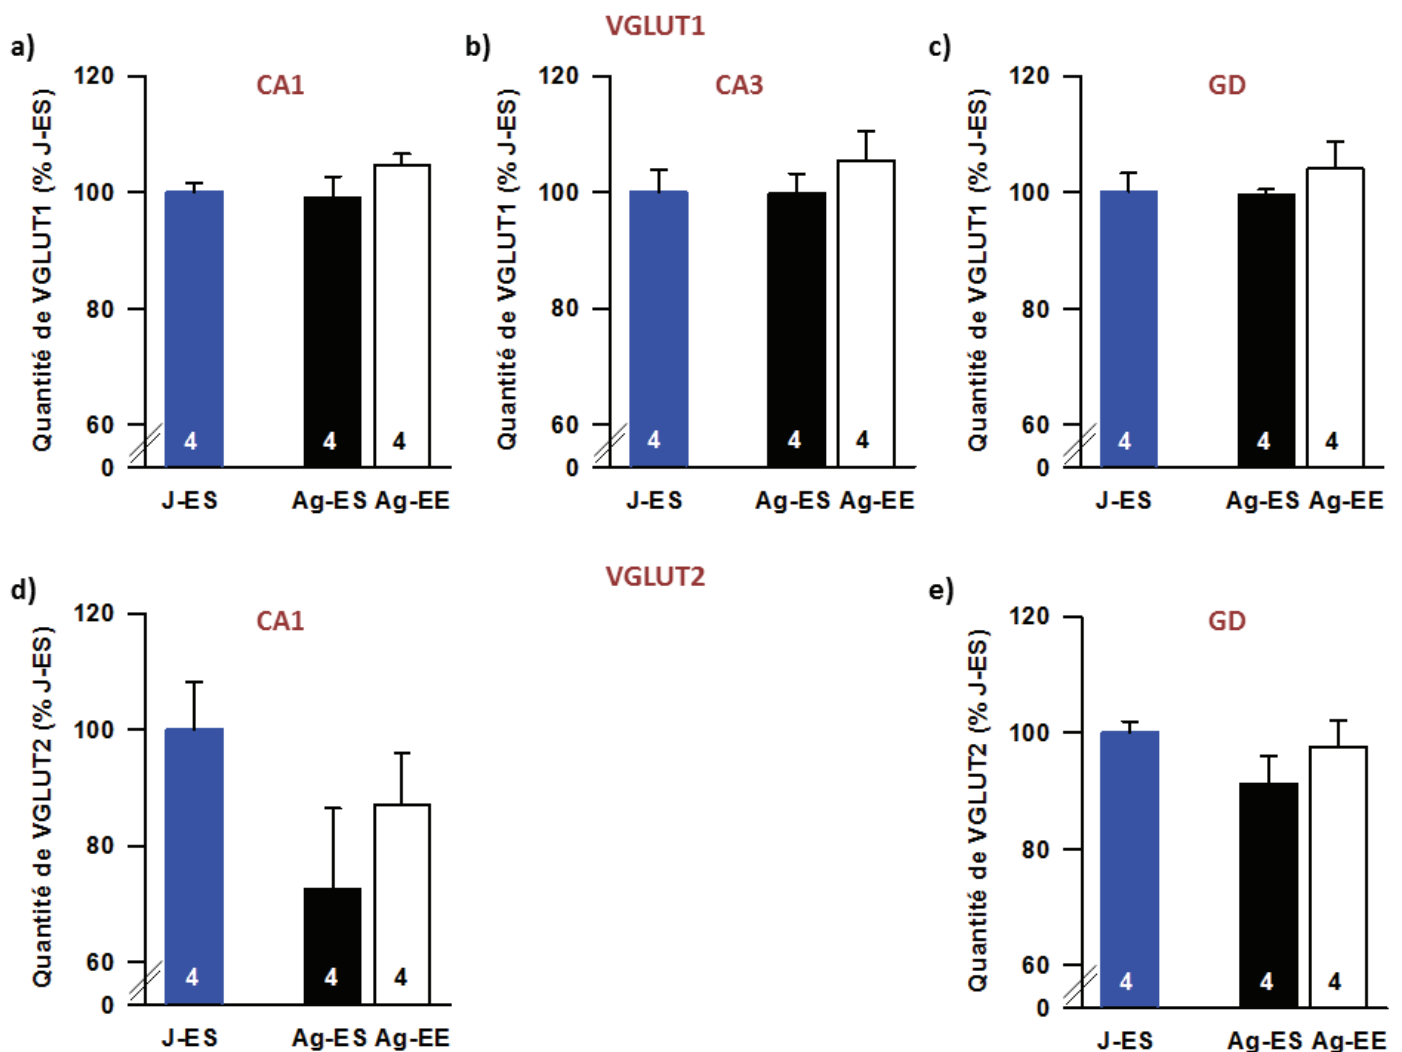 VGLUT1
a)
CA1
Quantité de VGLUT1 (% J-ES)
120
100
80
60
0
4
4
4
J-ES Ag-ES Ag-EE
b)
CA3
Quantité de VGLUT1 (% J-ES)
120
100
80
60
0
4
4
4
J-ES Ag-ES Ag-EE
c)
GD
Quantité de VGLUT1 (% J-ES)
120
100
80
60
0
4
4
4
J-ES Ag-ES Ag-EE
VGLUT2
d)
CA1
Quantité de VGLUT2 (% J-ES)
120
100
80
60
0
4
4
4
J-ES Ag-ES Ag-EE
e)
GD
Quantité de VGLUT2 (% J-ES)
120
100
80
60
0
4
4
4
J-ES Ag-ES Ag-EE